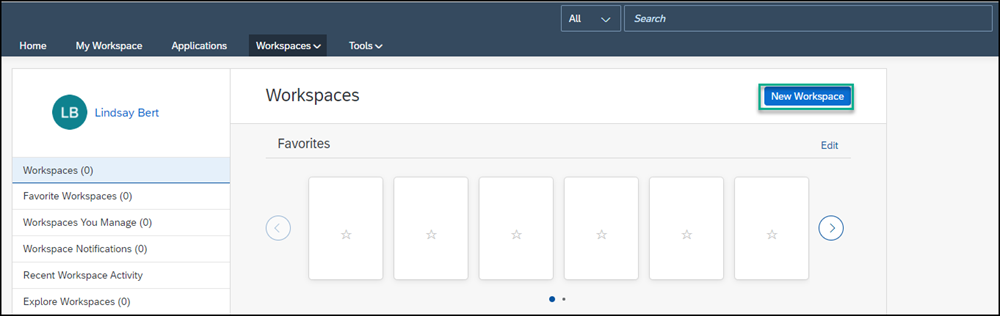 All Search
Home My Workspace Applications Workspaces Tools
LB Lindsay Bert
Workspaces New Workspace
Favorites Edit
Workspaces (0)
Favorite Workspaces (0)
Workspaces You Manage (0)
Workspace Notifications (0)
Recent Workspace Activity
Explore Workspaces (0)